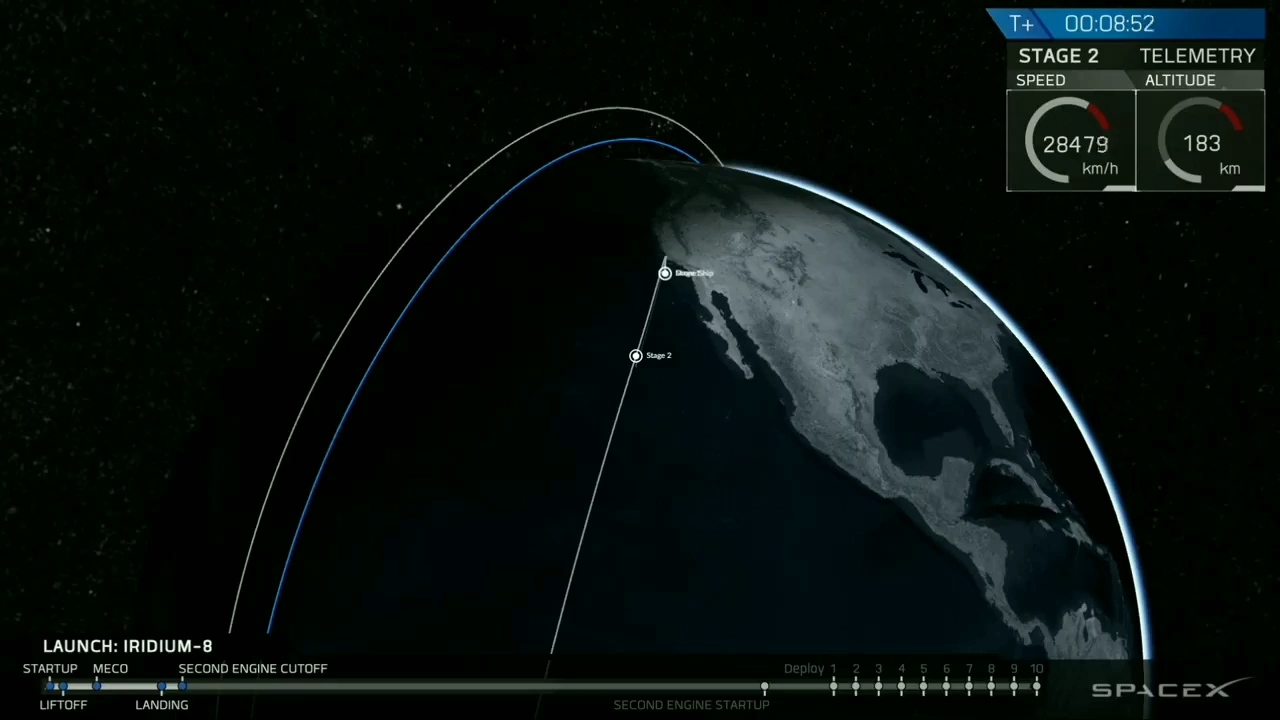 T+ 00:08:52
STAGE 2 TELEMETRY
SPEED ALTITUDE
28479 183
km/h km
Stage 2
LAUNCH: IRIDIUM-8
STARTUP MECO SECOND ENGINE CUTOFF Deploy 1 2 3 4 5 6 7 8 9 10
LIFTOFF LANDING SECOND ENGINE STARTUP
SPACEX